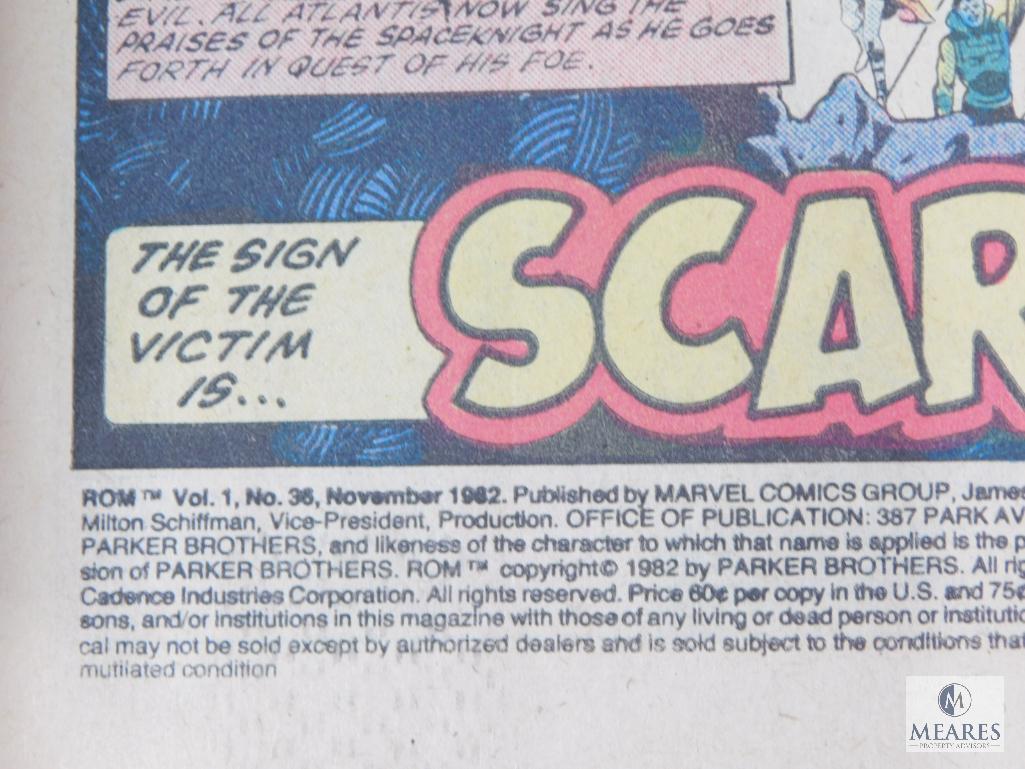 EVIL. ALL ATLANTIS NOW SING THE
PRAISES OF THE SPACEKNIGHT AS HE GOES
FORTH IN QUEST OF HIS FOE.
THE SIGN
OF THE
VICTIM
IS...
SCAR
ROM™ Vol. 1, No. 36, November 1982. Published by MARVEL COMICS GROUP, James
Milton Schiffman, Vice-President, Production. OFFICE OF PUBLICATION: 387 PARK AV
PARKER BROTHERS, and likeness of the character to which that name is applied is the p
sion of PARKER BROTHERS. ROM™ copyright© 1982 by PARKER BROTHERS. All rig
Cadence Industries Corporation. All rights reserved. Price 60¢ per copy in the U.S. and 75¢
sons, and/or institutions in this magazine with those of any living or dead person or institutio
cal may not be sold except by authorized dealers and is sold subject to the conditions that
mutilated condition
M
MEARES
PROPERTY ADVISORS